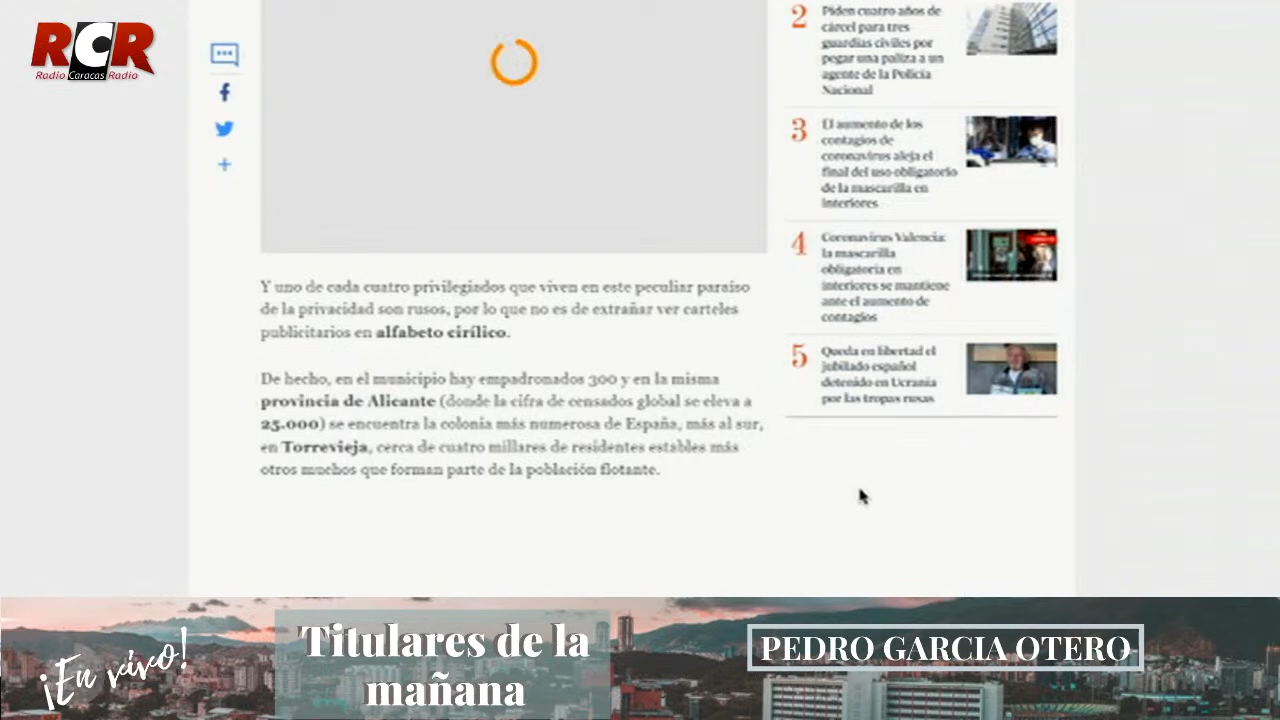 RCR
Radio Caracas Radio
Y uno de cada cuatro privilegiados que viven en este peculiar paraíso
de la privacidad son rusos, por lo que no es de extrañar ver carteles
publicitarios en alfabeto cirílico.
De hecho, en el municipio hay empadronados 300 y en la misma
provincia de Alicante (donde la cifra de censados global se eleva a
25.000) se encuentra la colonia más numerosa de España, más al sur,
en Torrevieja, cerca de cuatro millares de residentes estables más
otros muchos que forman parte de la población flotante.
2
Piden cuatro años de
cárcel para tres
guardias civiles por
pegar una paliza a un
agente de la Policía
Nacional
3
El aumento de los
contagios de
coronavirus aleja el
final del uso obligatorio
de la mascarilla en
interiores
4
Coronavirus Valencia:
la mascarilla
obligatoria en
interiores se mantiene
ante el aumento de
contagios
5
Queda en libertad el
jubilado español
detenido en Ucrania
por las tropas rusas
¡En vivo!
Titulares de la
mañana
PEDRO GARCIA OTERO